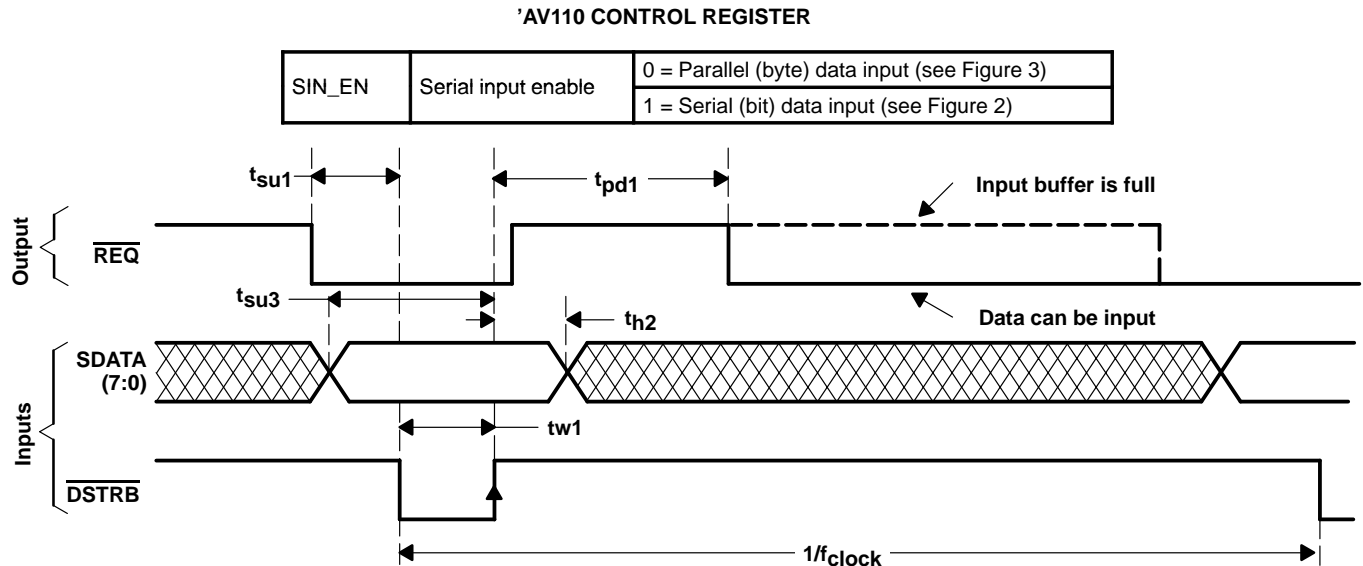 'AV110 CONTROL REGISTER
SIN_EN
Serial input enable
0 = Parallel (byte) data input (see Figure 3)
1 = Serial (bit) data input (see Figure 2)
tsu1
tpd1
Input buffer is full
Output
REQ
tsu3
th2
Data can be input
Inputs
SDATA
(7:0)
tw1
DSTRB
1/fclock